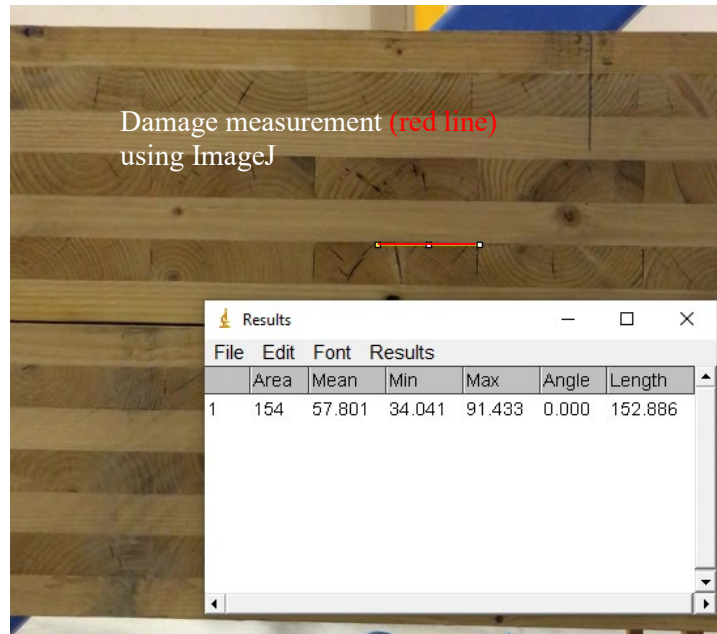 Damage measurement (red line)
using ImageJ
Results
File Edit Font Results
Area Mean Min Max Angle Length
1 154 57.801 34.041 91.433 0.000 152.886